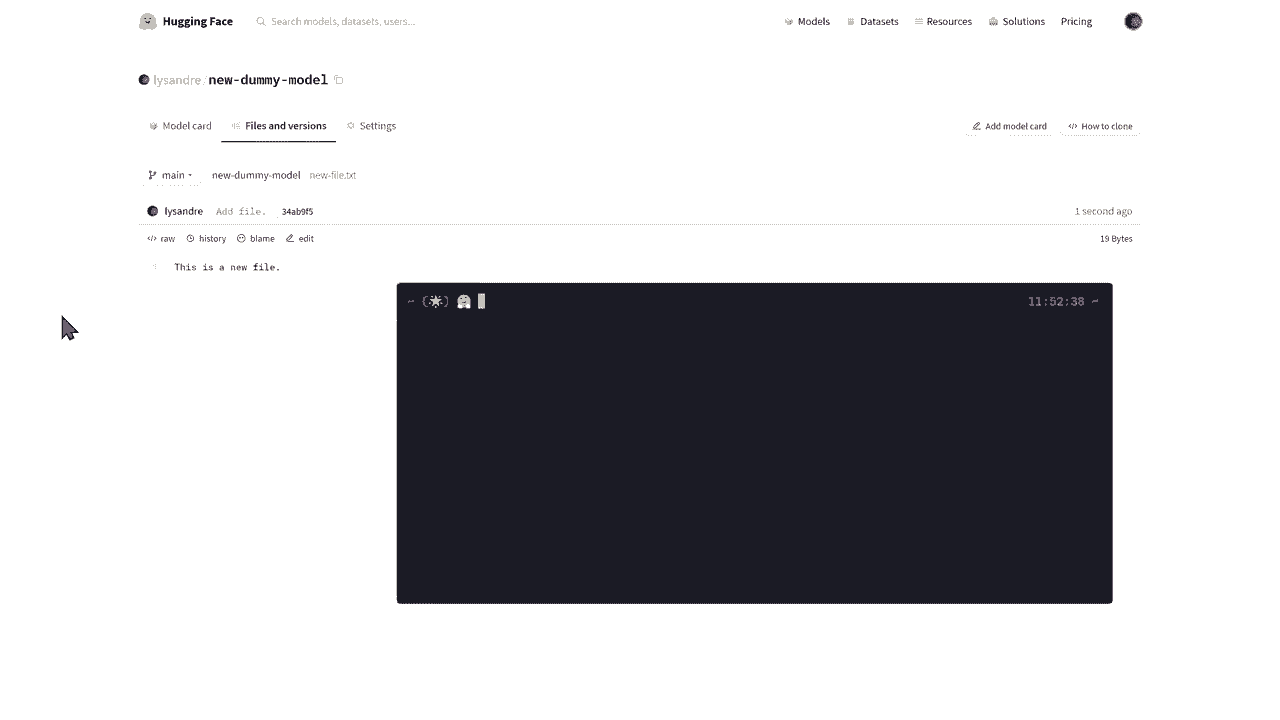 Hugging Face Search models, datasets, users... Models Datasets Resources Solutions Pricing
lysandre/new-dummy-model
Model card Files and versions Settings Add model card </> How to clone
main new-dummy-model new-file.txt
lysandre Add file. 34ab9f5 1 second ago
</> raw history blame edit 19 Bytes
This is a new file.
~ 11:52:38 ~